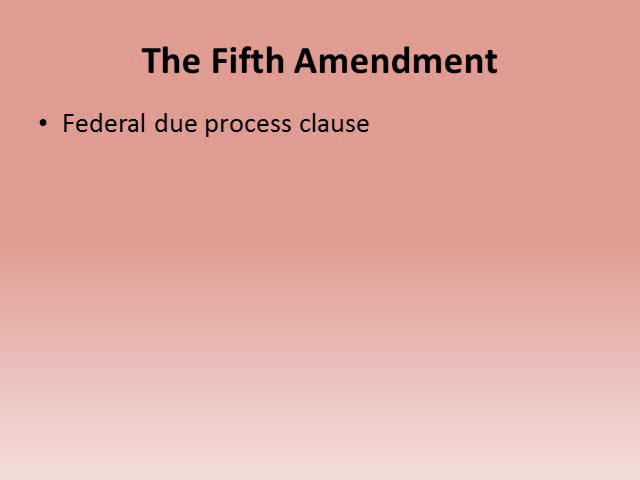 The Fifth Amendment
• Federal due process clause